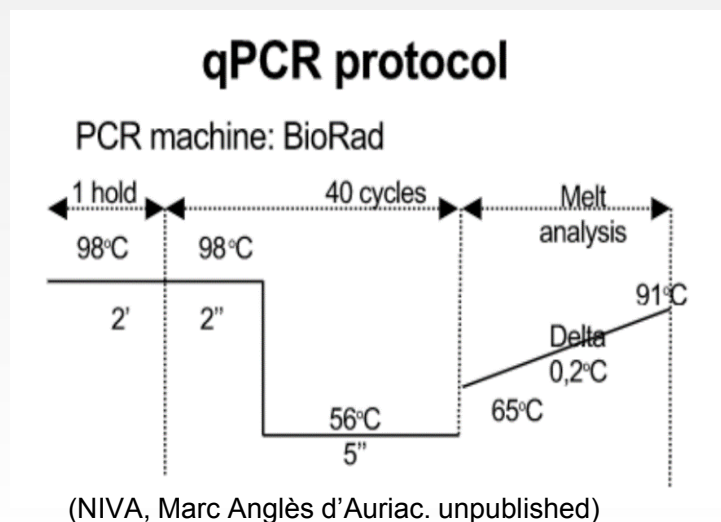 qPCR protocol
PCR machine: BioRad
1 hold
40 cycles
Melt
analysis
98°C
98°C
2'
2”
56°C
5”
65°C
Delta
0,2°C
91°C
(NIVA, Marc Anglès d’Auriac. unpublished)